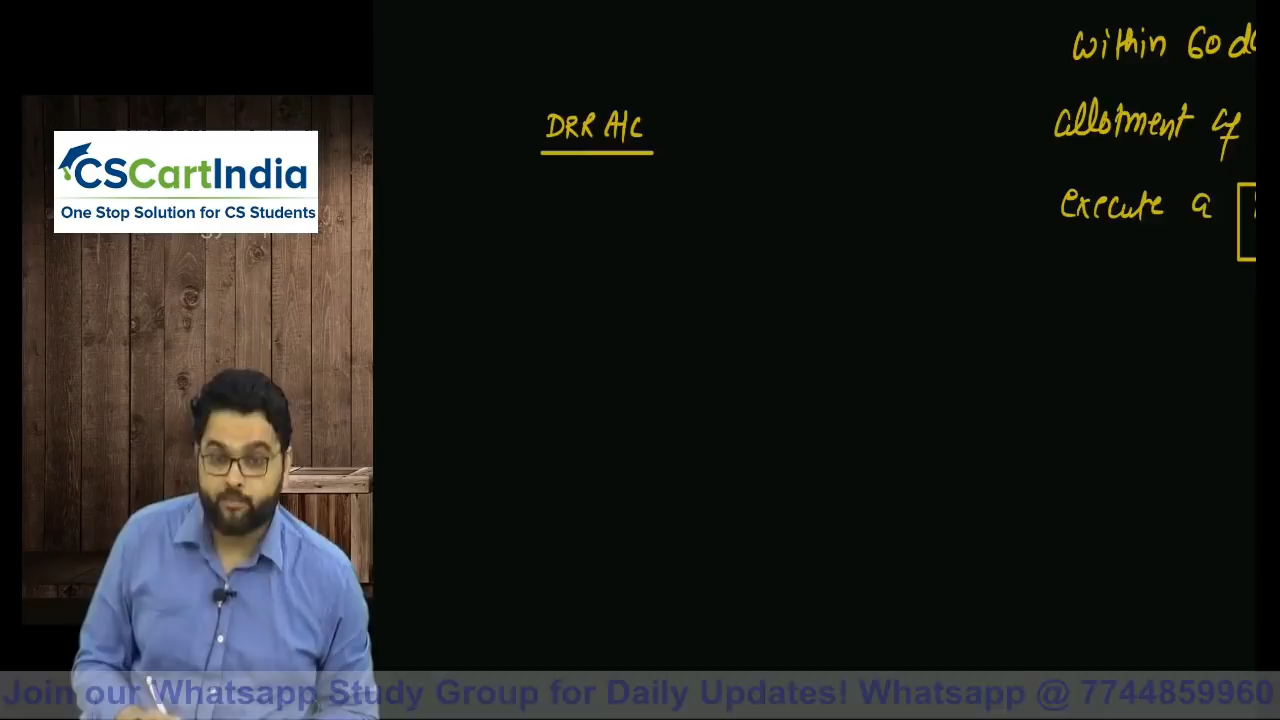 within 60
DRR A/C
allotment of
execute a
CSCartIndia
One Stop Solution for CS Students
Join our Whatsapp Study Group for Daily Updates! Whatsapp @ 7744859960